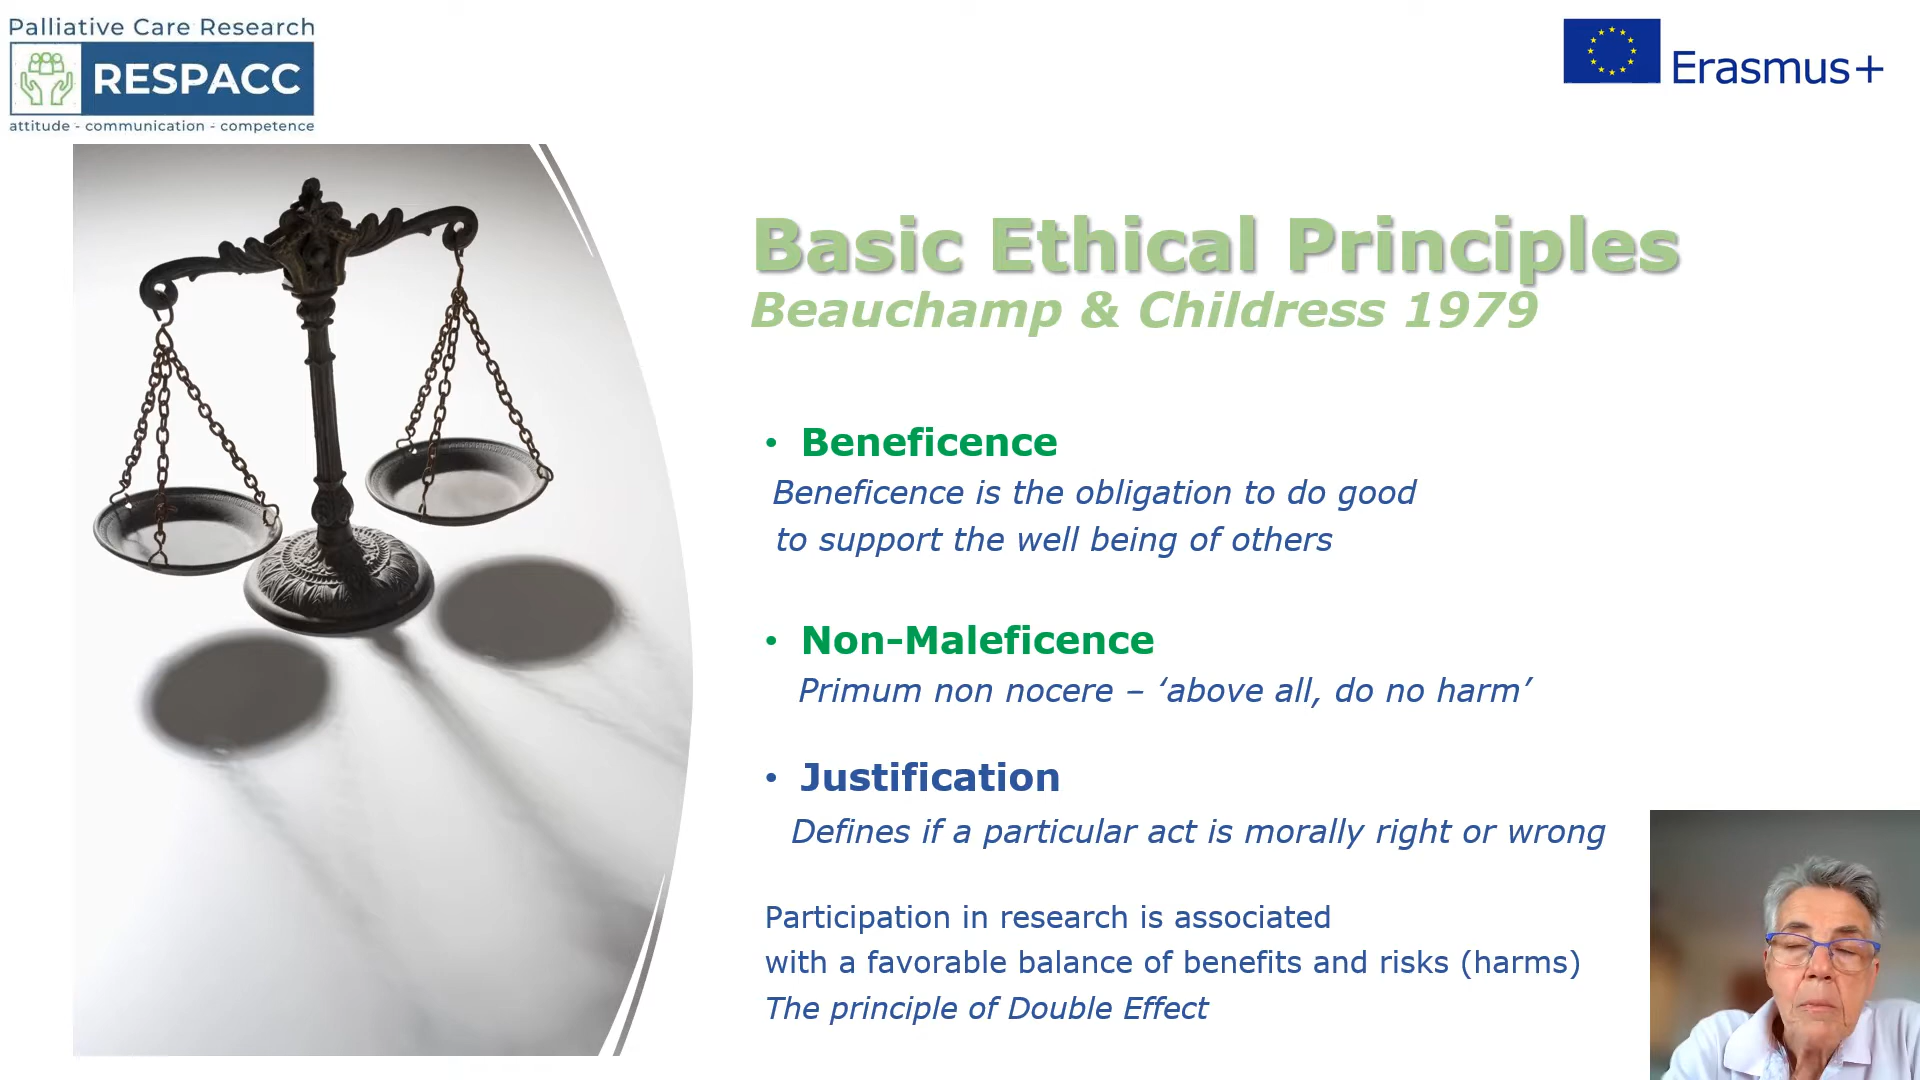 Palliative Care Research
RESPACC
attitude - communication - competence
Erasmus+
Basic Ethical Principles
Beauchamp & Childress 1979
• Beneficence
Beneficence is the obligation to do good
to support the well being of others
• Non-Maleficence
Primum non nocere – ‘above all, do no harm’
• Justification
Defines if a particular act is morally right or wrong
Participation in research is associated
with a favorable balance of benefits and risks (harms)
The principle of Double Effect